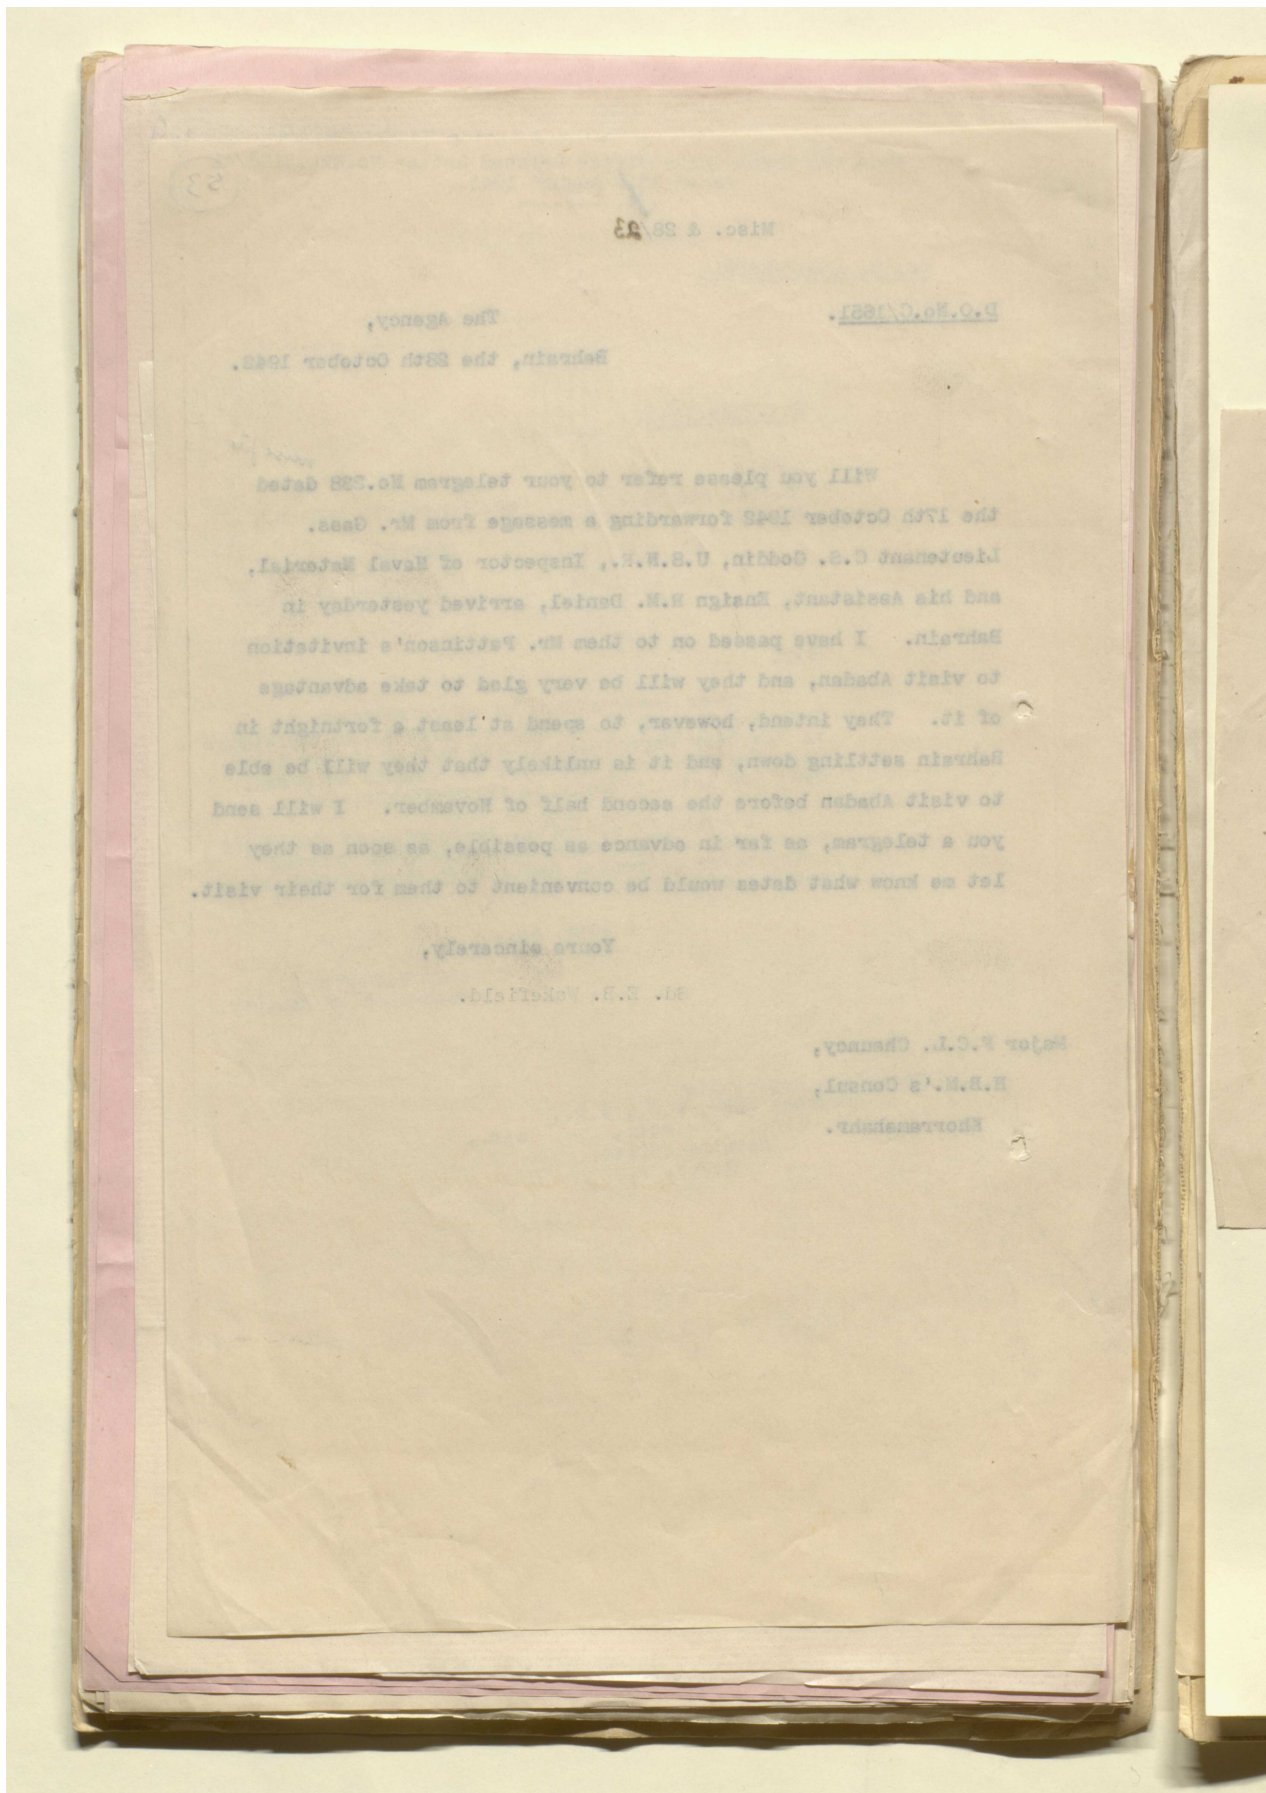 53
Misc. & 28/23
D.O.No.C/1651.
The Agency,
Bahrain, the 28th October 1942.
Will you please refer to your telegram No.238 dated
the 17th October 1942 forwarding a message from Mr. Gass.
Lieutenant C.S. Goddin, U.S.N.R., Inspector of Naval Material,
and his Assistant, Ensign R.M. Daniel, arrived yesterday in
Bahrain. I have passed on to them Mr. Pattinson's invitation
to visit Abadan, and they will be very glad to take advantage
of it. They intend, however, to spend at least a fortnight in
Bahrain settling down, and it is unlikely that they will be able
to visit Abadan before the second half of November. I will send
you a telegram, as far in advance as possible, as soon as they
let me know what dates would be convenient to them for their visit.
Yours sincerely,
Sd. E.B. Wakefield.
Major F.C.L. Chauncy,
H.B.M.'s Consul,
Khorramshahr.